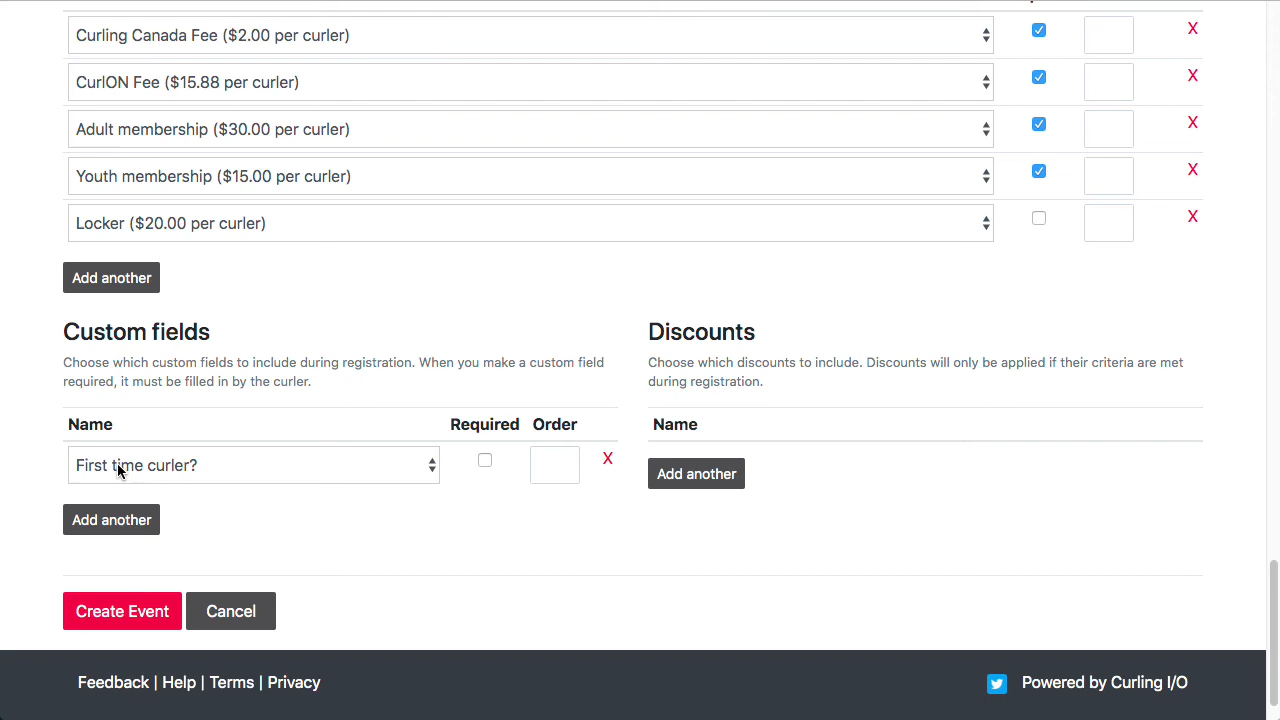 Curling Canada Fee ($2.00 per curler)
X
CurlON Fee ($15.88 per curler)
X
Adult membership ($30.00 per curler)
X
Youth membership ($15.00 per curler)
X
Locker ($20.00 per curler)
X
Add another
Custom fields
Choose which custom fields to include during registration. When you make a custom field
required, it must be filled in by the curler.
Name Required Order
First time curler?
X
Add another
Discounts
Choose which discounts to include. Discounts will only be applied if their criteria are met
during registration.
Name
Add another
Create Event Cancel
Feedback | Help | Terms | Privacy
Powered by Curling I/O